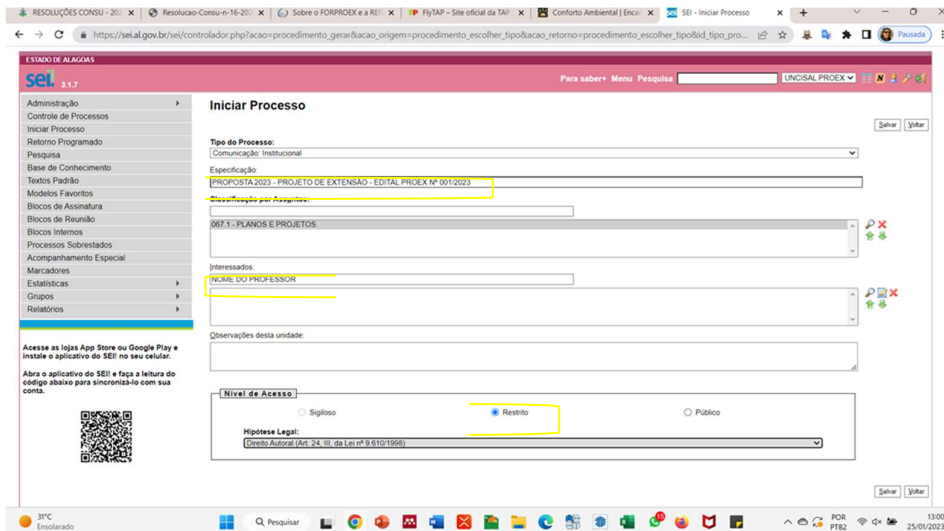 RESOLUÇÕES CONSU - 202
Resolucao-Consu-n-16-202
Sobre o FORPROEX e a REN
FlyTAP – Site oficial da TAP
Conforto Ambiental | Encac
SEI - Iniciar Processo
https://sei.al.gov.br/sei/controlador.php?acao=procedimento_gerar&acao_origem=procedimento_escolher_tipo&acao_retorno=procedimento_escolher_tipo&id_tipo_pro...
Pausada
ESTADO DE ALAGOAS
sei. 3.1.7
Para saber+ Menu Pesquisa
UNCISAL PROEX
Administração
Controle de Processos
Iniciar Processo
Retorno Programado
Pesquisa
Base de Conhecimento
Textos Padrão
Modelos Favoritos
Blocos de Assinatura
Blocos de Reunião
Blocos Internos
Processos Sobrestados
Acompanhamento Especial
Marcadores
Estatísticas
Grupos
Relatórios
Acesse as lojas App Store ou Google Play e
instale o aplicativo do SEI! no seu celular.
Abra o aplicativo do SEI! e faça a leitura do
código abaixo para sincronizá-lo com sua
conta.
Iniciar Processo
Salvar Voltar
Tipo do Processo:
Comunicação: Institucional
Especificação:
PROPOSTA 2023 - PROJETO DE EXTENSÃO - EDITAL PROEX Nº 001/2023
Classificação por Assuntos:
067.1 - PLANOS E PROJETOS
Interessados:
NOME DO PROFESSOR
Observações desta unidade:
Nível de Acesso
Sigiloso
Restrito
Público
Hipótese Legal:
Direito Autoral (Art. 24, III, da Lei nº 9.610/1998)
Salvar Voltar
31°C
Ensolarado
Pesquisar
POR
PTB2
13:00
25/01/2023